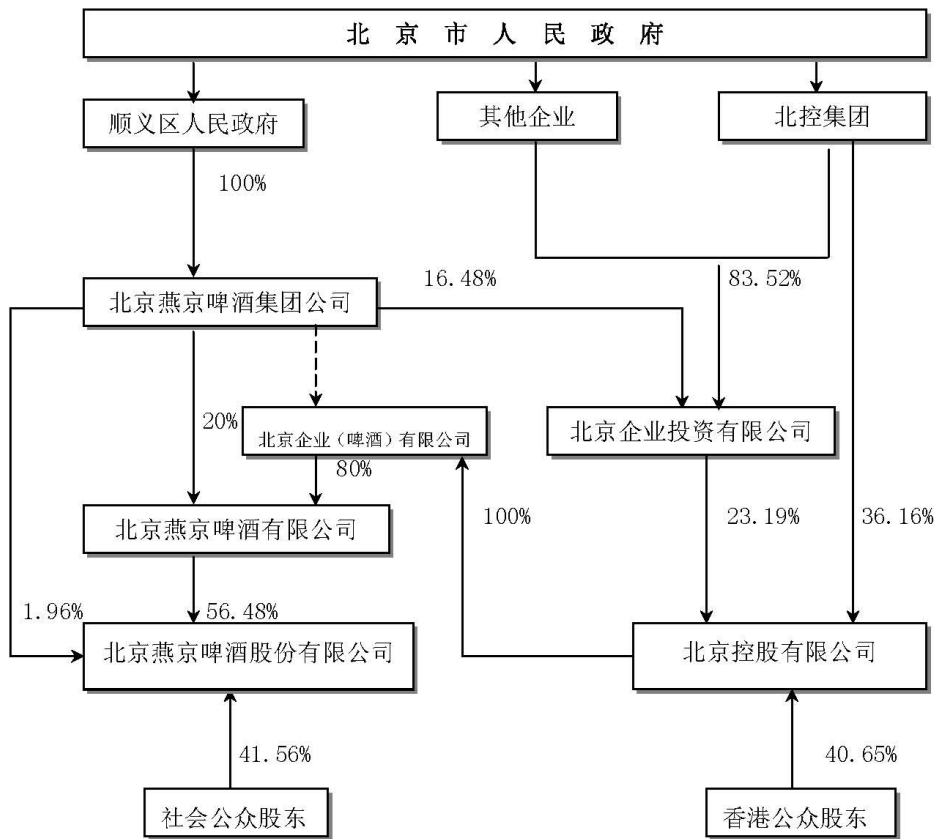 北京市人民政府
顺义区人民政府
其他企业
北控集团
100%
北京燕京啤酒集团公司
16.48%
83.52%
20%
北京企业（啤酒）有限公司
北京企业投资有限公司
80%
北京燕京啤酒有限公司
100%
23.19%
36.16%
1.96%
56.48%
北京燕京啤酒股份有限公司
北京控股有限公司
41.56%
40.65%
社会公众股东
香港公众股东